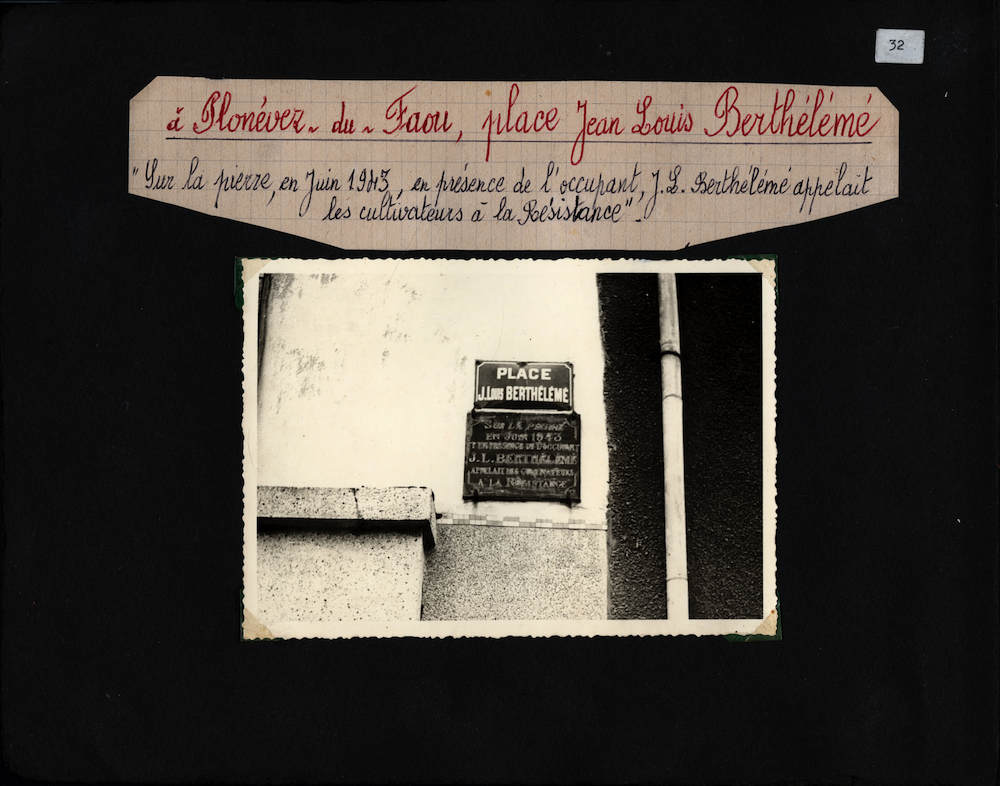 32
à Plonévez-du-Faou, place Jean Louis Berthélémé
"Sur la pierre, en Juin 1943, en présence de l'occupant, J.L. Berthélémé appelait
les cultivateurs à la Résistance".
PLACE
J.LOUIS BERTHÉLÉMÉ
SUR LA PIERRE
EN JUIN 1943
ET EN PRÉSENCE DE L'OCCUPANT
J.L. BERTHÉLÉMÉ
APPELAIT LES CULTIVATEURS
A LA RÉSISTANCE